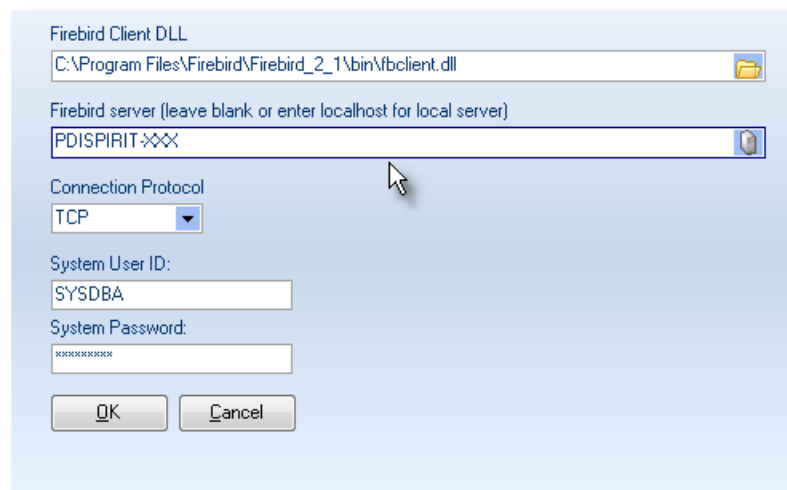 Firebird Client DLL
C:\Program Files\Firebird\Firebird_2_1\bin\fbclient.dll
Firebird server (leave blank or enter localhost for local server)
PDISPIRIT-XXX
Connection Protocol
TCP
System User ID:
SYSDBA
System Password:
*********
OK Cancel